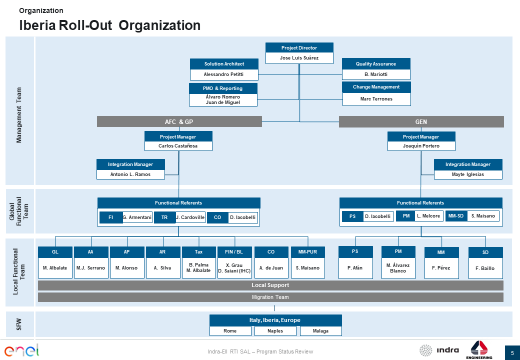 Organization
Iberia Roll-Out Organization
Management Team
Project Director
Jose Luis Suárez
Solution Architect
Alessandro Petitti
Quality Assurance
B. Mariotti
PMO & Reporting
Álvaro Romero
Juan de Miguel
Change Management
Marc Terrones
AFC & GP
GEN
Project Manager
Carlos Castañosa
Project Manager
Joaquin Portero
Integration Manager
Antonio L. Ramos
Integration Manager
Mayte Iglesias
Global Functional Team
Functional Referents
FI
G. Armentani
TR
J. Cardoville
CO
D. Iacobelli
Functional Referents
PS
D. Iacobelli
PM
L. Melcore
MM-SD
S. Maisano
Local Functional Team
GL
M. Albalate
AA
M.J. Serrano
AP
M. Alonso
AR
A. Silva
Tax
B. Palma
M. Albalate
FIN / BL
X. Grau
D. Saiani (IHC)
CO
A. de Juan
MM-PUR
S. Maisano
PS
P. Afán
PM
M. Álvarez
Blanco
MM
F. Pérez
SD
F. Baillo
Local Support
Migration Team
SFW
Italy, Iberia, Europe
Rome
Naples
Malaga
enel
Indra-Eli RTI SAL – Program Status Review
indra
ENGINEERING
5